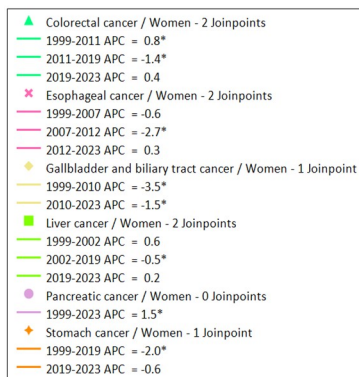 Colorectal cancer / Women - 2 Joinpoints
1999-2011 APC = 0.8*
2011-2019 APC = -1.4*
2019-2023 APC = 0.4
Esophageal cancer / Women - 2 Joinpoints
1999-2007 APC = -0.6
2007-2012 APC = -2.7*
2012-2023 APC = 0.3
Gallbladder and biliary tract cancer / Women - 1 Joinpoint
1999-2010 APC = -3.5*
2010-2023 APC = -1.5*
Liver cancer / Women - 2 Joinpoints
1999-2002 APC = 0.6
2002-2019 APC = -0.5*
2019-2023 APC = 0.2
Pancreatic cancer / Women - 0 Joinpoints
1999-2023 APC = 1.5*
Stomach cancer / Women - 1 Joinpoint
1999-2019 APC = -2.0*
2019-2023 APC = -0.6